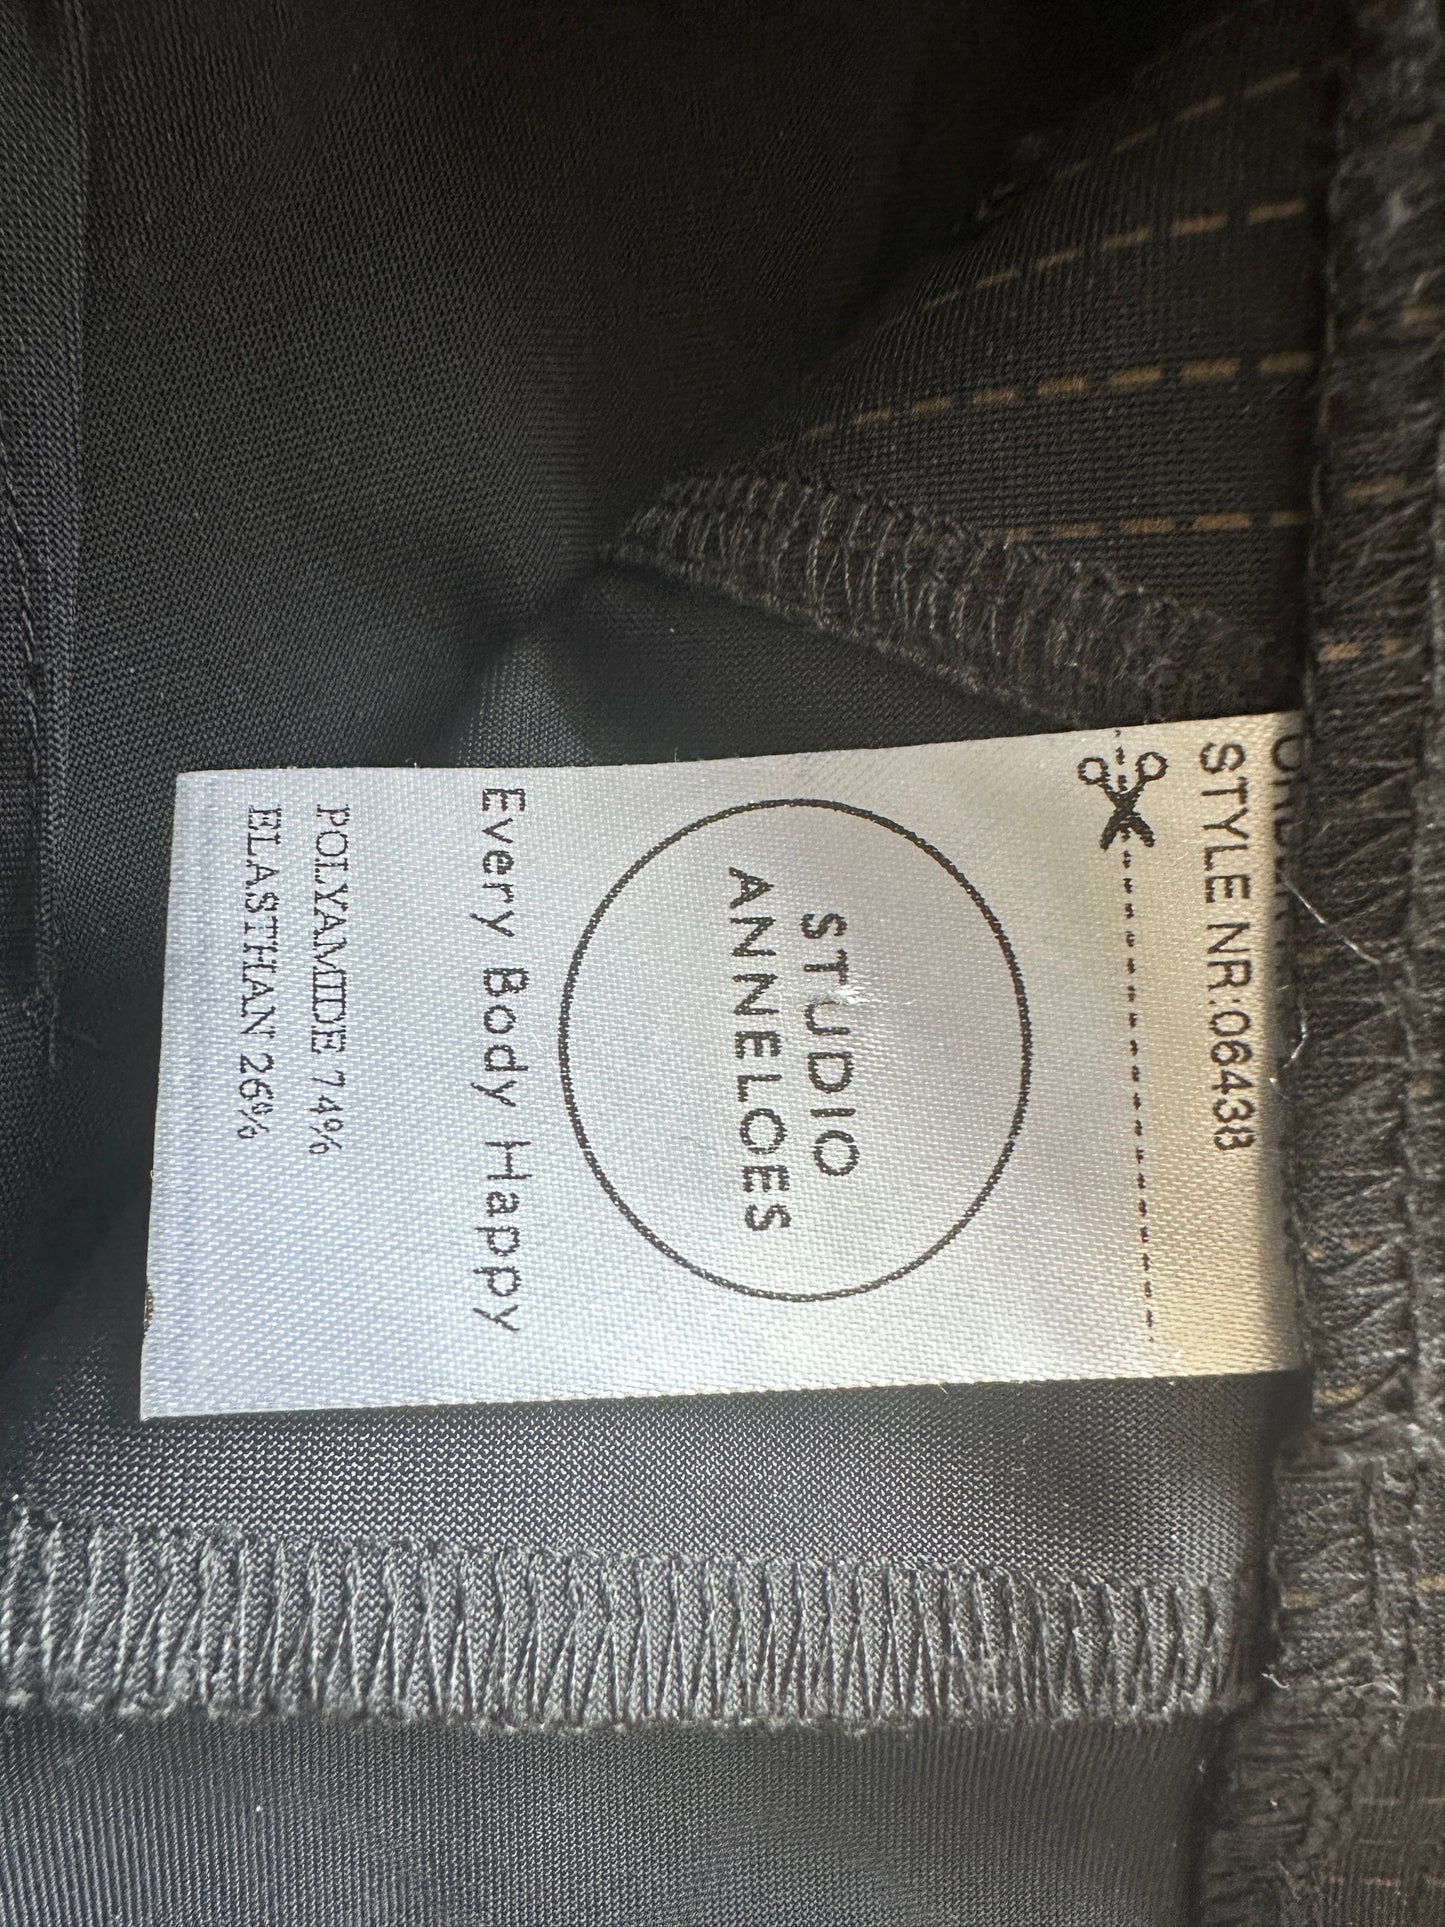 STYLE NR:06438
STUDIO
ANNELOES
Every Body Happy
POLYAMIDE 74%
ELASTHAN 26%